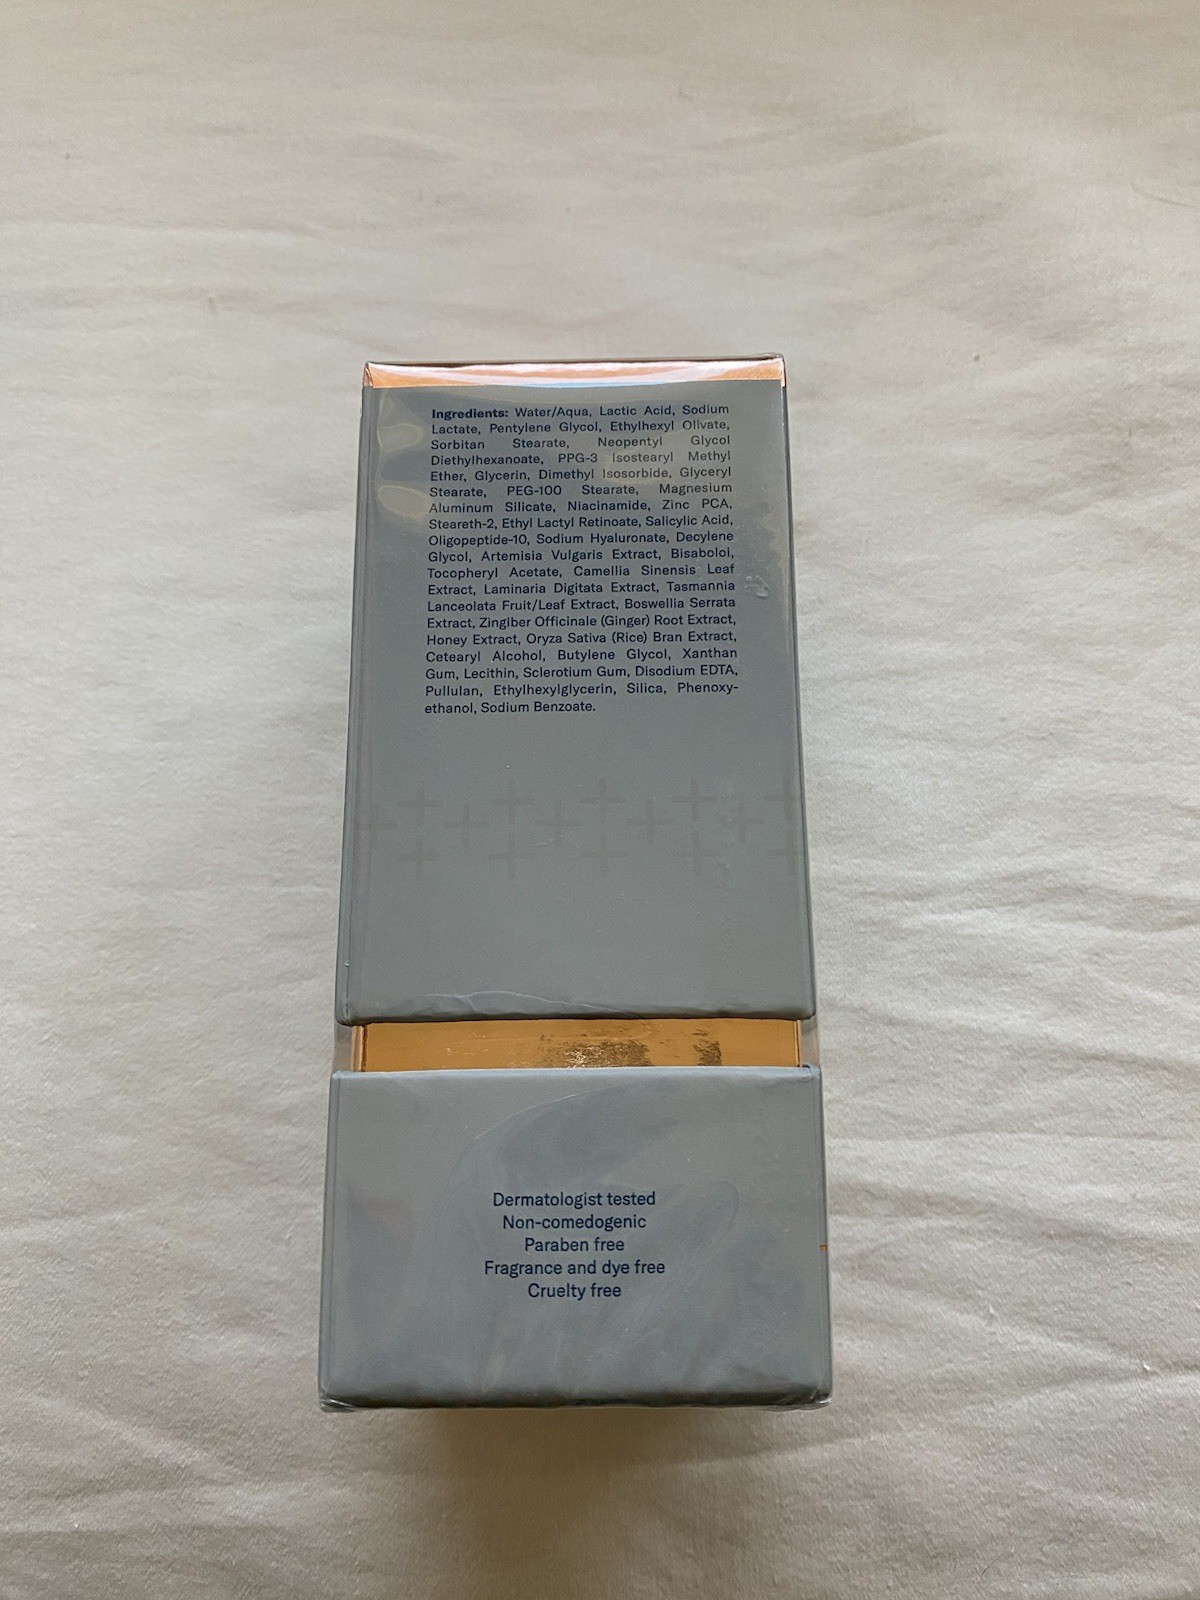 Ingredients: Water/Aqua, Lactic Acid, Sodium
Lactate, Pentylene Glycol, Ethylhexyl Olivate,
Sorbitan Stearate, Neopentyl Glycol
Diethylhexanoate, PPG-3 Isostearyl Methyl
Ether, Glycerin, Dimethyl Isosorbide, Glyceryl
Stearate, PEG-100 Stearate, Magnesium
Aluminum Silicate, Niacinamide, Zinc PCA,
Steareth-2, Ethyl Lactyl Retinoate, Salicylic Acid,
Oligopeptide-10, Sodium Hyaluronate, Decylene
Glycol, Artemisia Vulgaris Extract, Bisaboloi,
Tocopheryl Acetate, Camellia Sinensis Leaf
Extract, Laminaria Digitata Extract, Tasmannia
Lanceolata Fruit/Leaf Extract, Boswellia Serrata
Extract, Zingiber Officinale (Ginger) Root Extract,
Honey Extract, Oryza Sativa (Rice) Bran Extract,
Cetearyl Alcohol, Butylene Glycol, Xanthan
Gum, Lecithin, Sclerotium Gum, Disodium EDTA,
Pullulan, Ethylhexylglycerin, Silica, Phenoxy-
ethanol, Sodium Benzoate.
Dermatologist tested
Non-comedogenic
Paraben free
Fragrance and dye free
Cruelty free